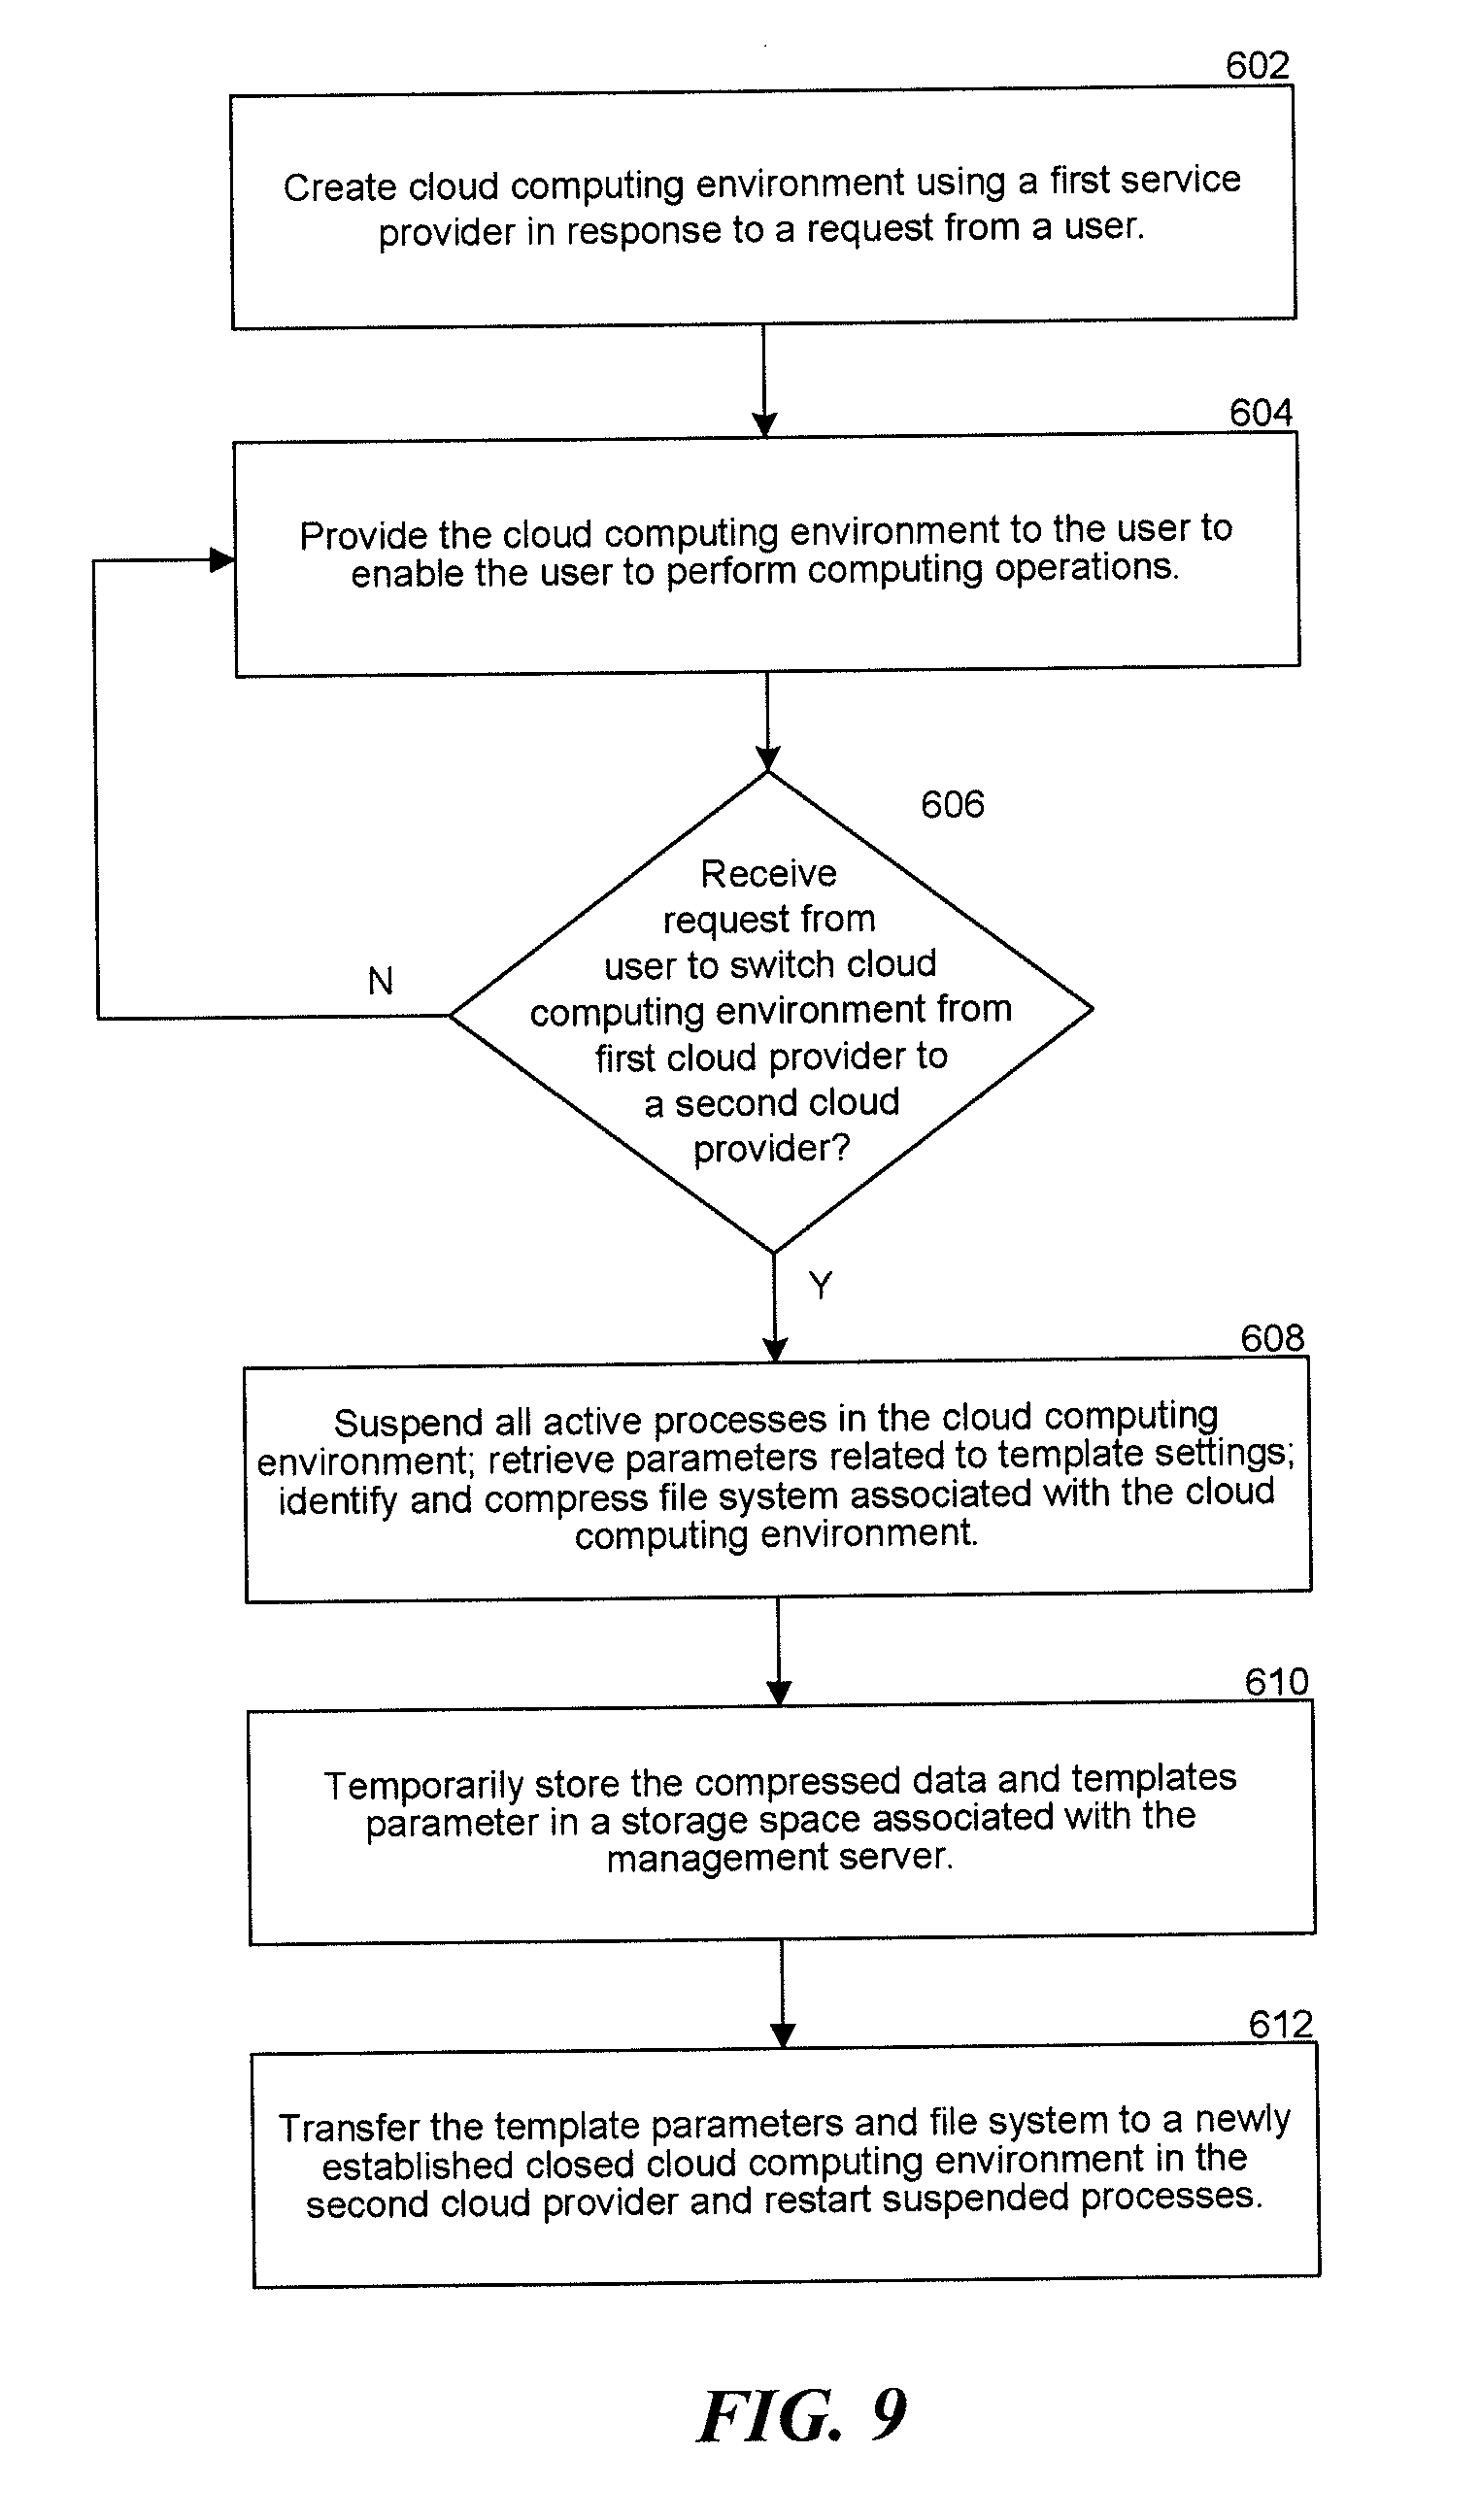 602
Create cloud computing environment using a first service
provider in response to a request from a user.
604
Provide the cloud computing environment to the user to
enable the user to perform computing operations.
606
Receive
request from
user to switch cloud
computing environment from
first cloud provider to
a second cloud
provider?
N
Y
608
Suspend all active processes in the cloud computing
environment; retrieve parameters related to template settings;
identify and compress file system associated with the cloud
computing environment.
610
Temporarily store the compressed data and templates
parameter in a storage space associated with the
management server.
612
Transfer the template parameters and file system to a newly
established closed cloud computing environment in the
second cloud provider and restart suspended processes.
FIG. 9